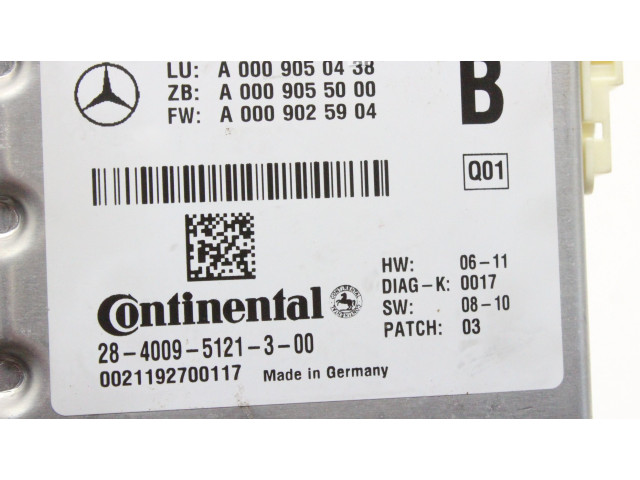 LU: A 000 905 04 38
ZB: A 000 905 50 00
FW: A 000 902 59 04
B
Q01
Continental
HW: 06-11
DIAG-K: 0017
SW: 08-10
PATCH: 03
28-4009-5121-3-00
0021192700117 Made in Germany